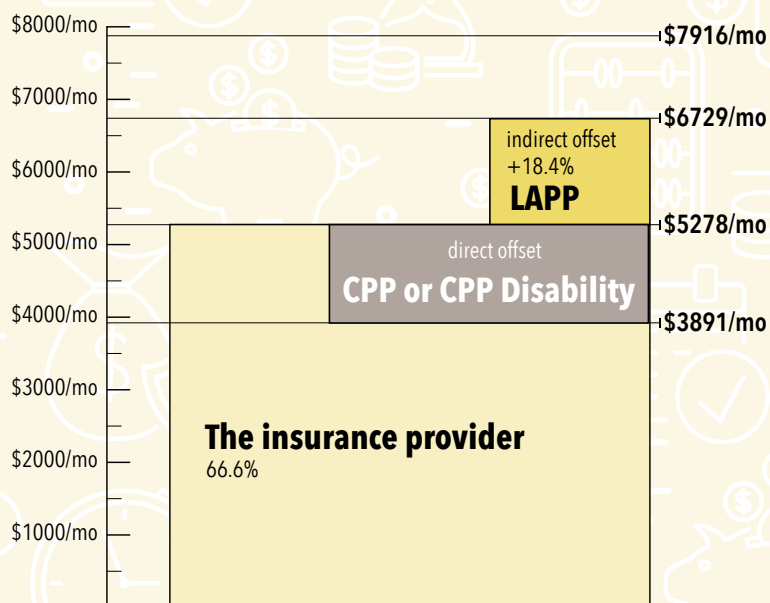 $8000/mo
$7916/mo
$7000/mo
$6729/mo
indirect offset
+18.4%
LAPP
$6000/mo
$5278/mo
$5000/mo
direct offset
CPP or CPP Disability
$4000/mo
$3891/mo
$3000/mo
The insurance provider
66.6%
$2000/mo
$1000/mo